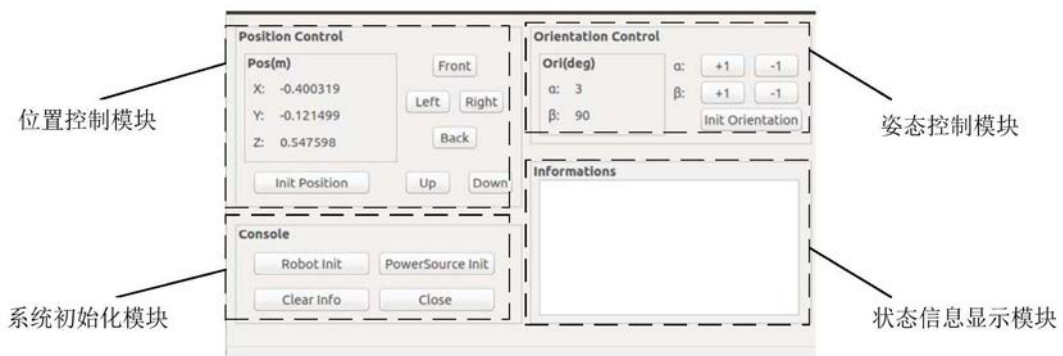 Position Control
Pos(m)
X: -0.400319
Y: -0.121499
Z: 0.547598
Front
Left Right
Back
Init Position
Up Down
Orientation Control
Ori(deg)
α: 3
β: 90
α: +1 -1
β: +1 -1
Init Orientation
Informations
Console
Robot Init PowerSource Init
Clear Info Close
位置控制模块
姿态控制模块
系统初始化模块
状态信息显示模块